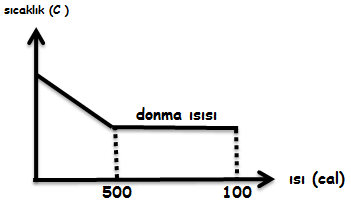 sıcaklık (C )
donma ısısı
500
100
ısı (cal)